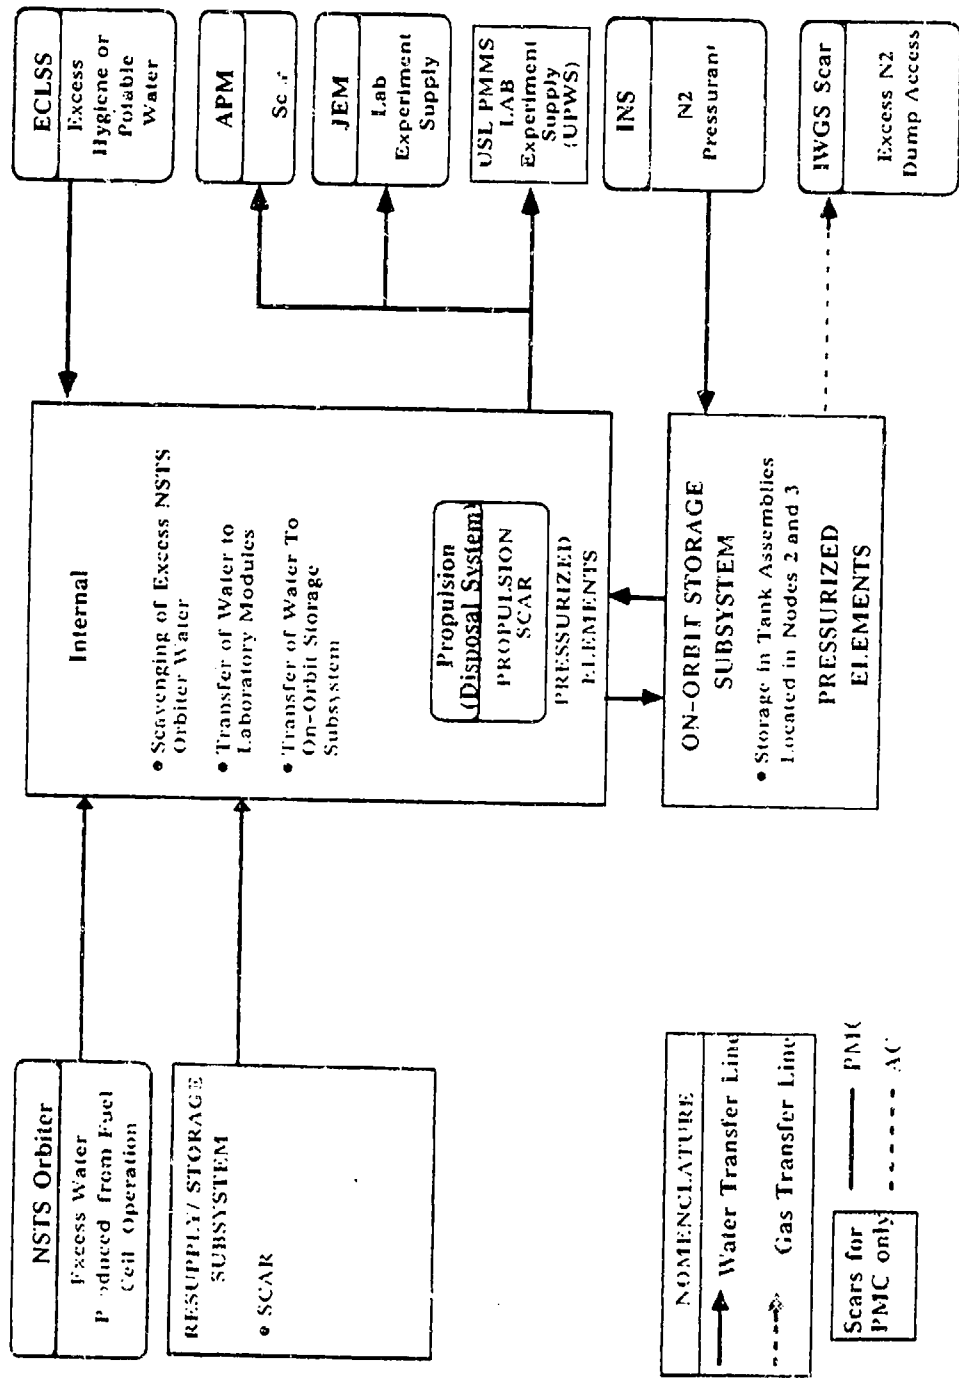 NSTS Orbiter
Excess Water
P oduced from Fuel
Cell Operation
RESUPPLY/STORAGE
SUBSYSTEM
• SCAR
NOMENCLATURE
Water Transfer Line
Gas Transfer Line
Scars for
PMC only
PMC
AC
Internal
• Scavenging of Excess NSTS
Orbiter Water
• Transfer of Water to
Laboratory Modules
• Transfer of Water To
On-Orbit Storage
Subsystem
Propulsion
(Disposal System)
PROPULSION
SCAR
PRESSURIZED
ELEMENTS
ON-ORBIT STORAGE
SUBSYSTEM
• Storage in Tank Assemblies
Located in Nodes 2 and 3
PRESSURIZED
ELEMENTS
ECLSS
Excess
Hygiene or
Potable
Water
APM
JEM
Lab
Experiment
Supply
USL PMMS
LAB
Experiment
Supply
(UPWS)
INS
N2
Pressurant
IWGS Scar
Excess N2
Dump Access